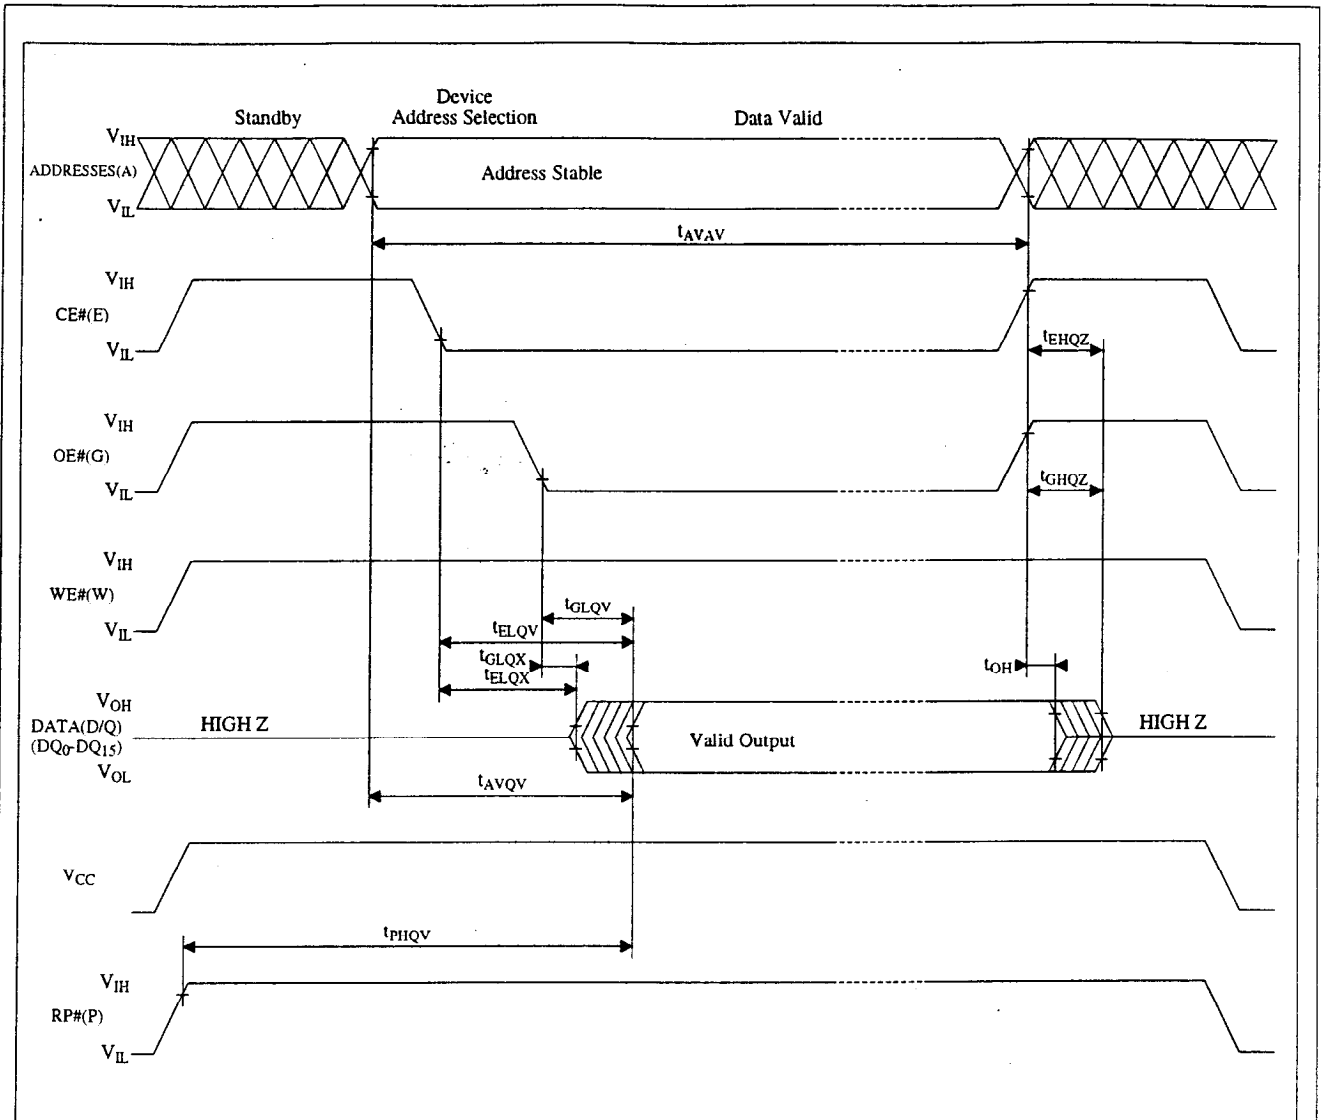 Device
Standby Address Selection Data Valid
VIH
ADDRESSES(A) Address Stable
VIL
tAVAV
VIH
CE#(E)
VIL
tEHQZ
VIH
OE#(G)
VIL
tGHQZ
VIH
WE#(W)
VIL
tGLQV
tELQV
tGLQX
tOH
tELQX
VOH
DATA(D/Q) HIGH Z HIGH Z
(DQ0-DQ15) Valid Output
VOL
tAVQV
VCC
tPHQV
VIH
RP#(P)
VIL